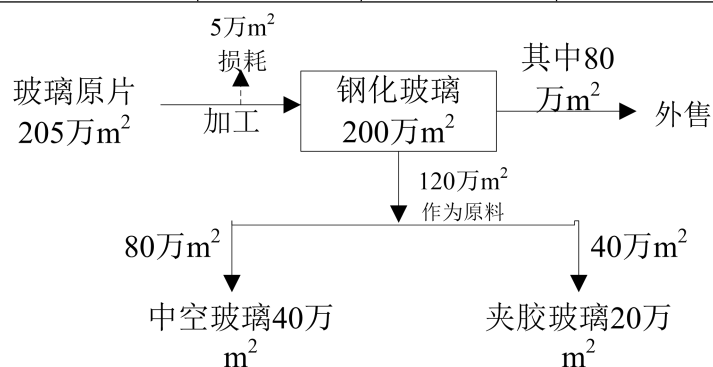 5万m²
损耗
玻璃原片
205万m²
加工
钢化玻璃
200万m²
其中80
万m²
外售
120万m²
作为原料
80万m²
40万m²
中空玻璃40万
m²
夹胶玻璃20万
m²